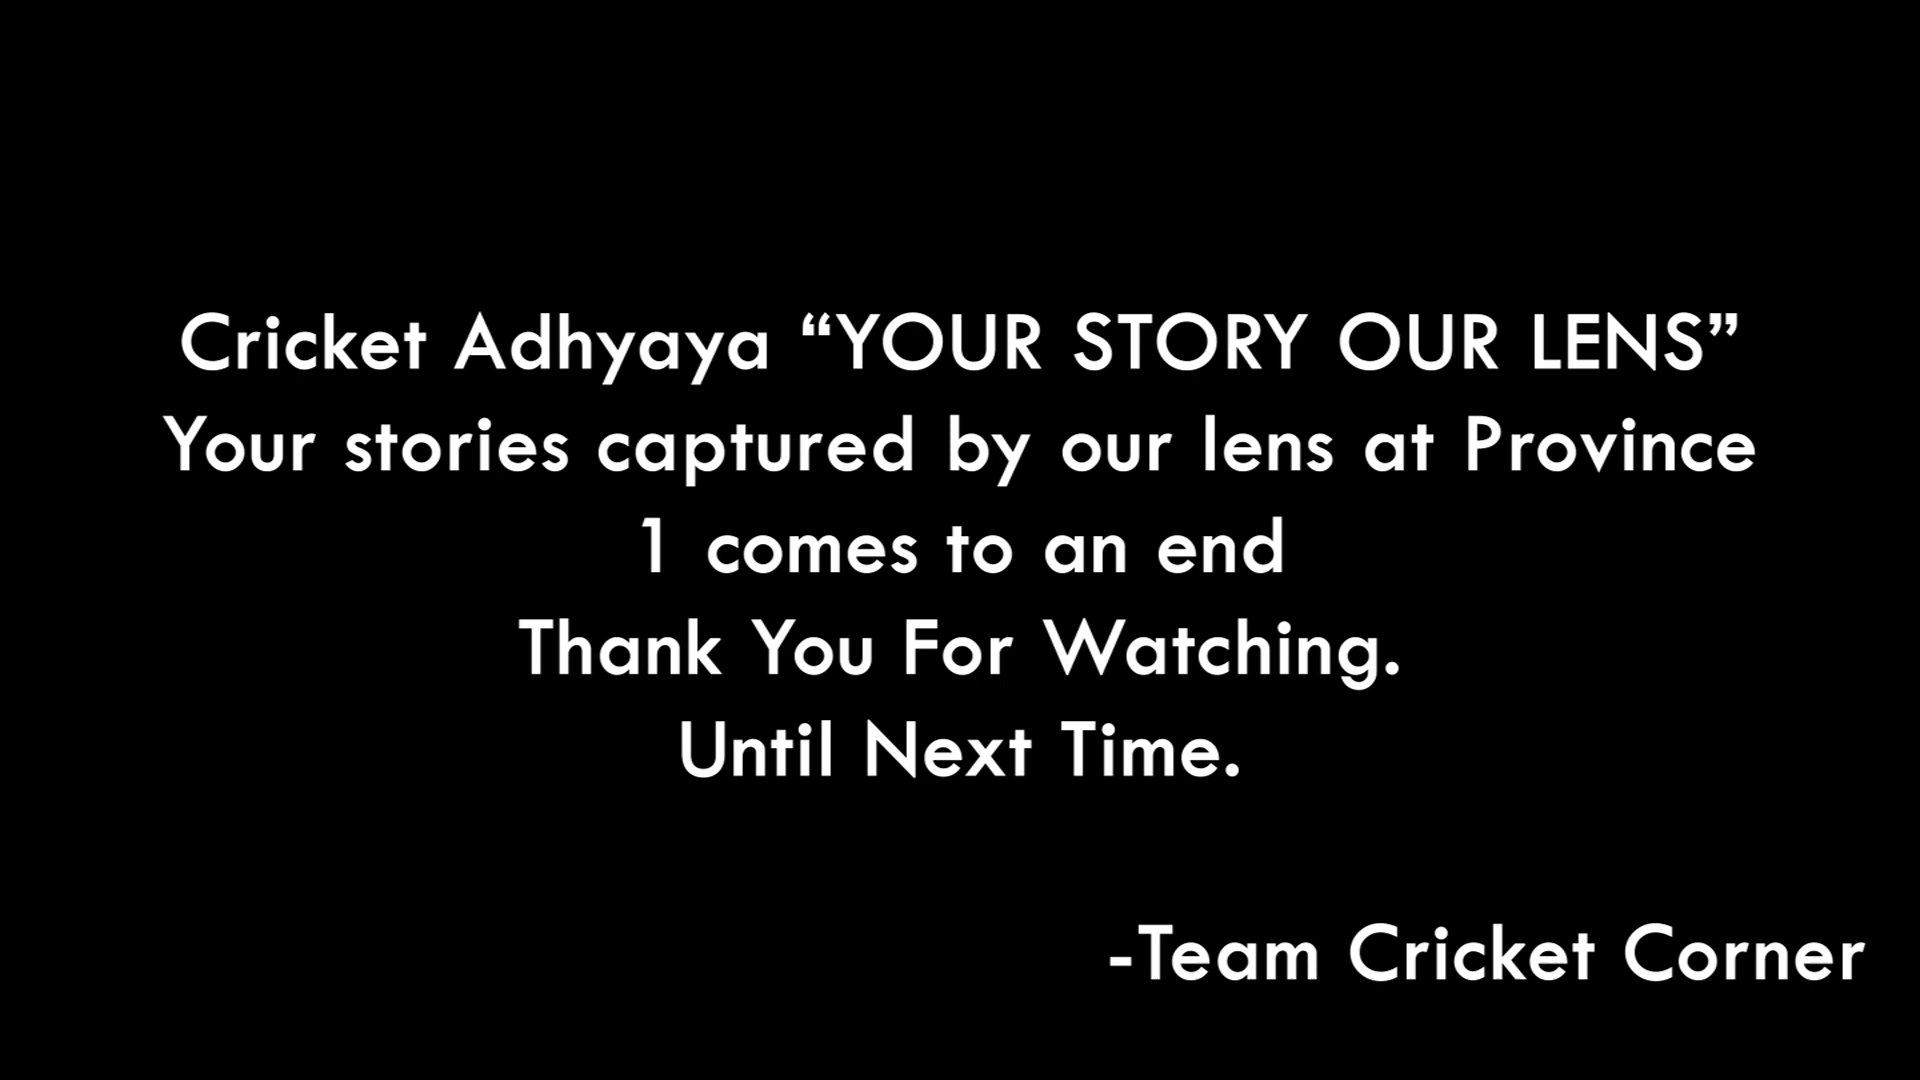 Cricket Adhyaya “YOUR STORY OUR LENS”
Your stories captured by our lens at Province
1 comes to an end
Thank You For Watching.
Until Next Time.
-Team Cricket Corner